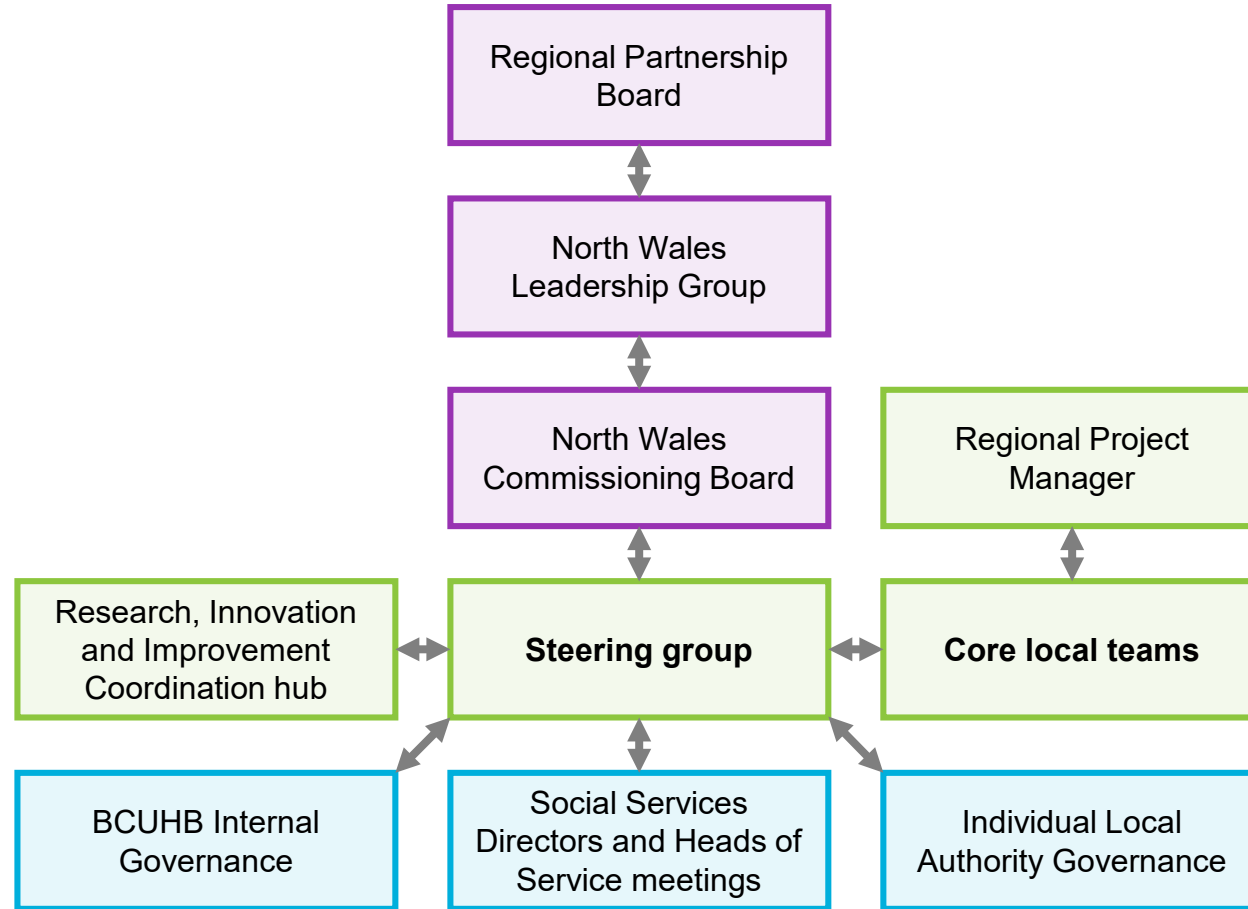 Regional Partnership
Board
North Wales
Leadership Group
North Wales
Commissioning Board
Regional Project
Manager
Research, Innovation
and Improvement
Coordination hub
Steering group
Core local teams
BCUHB Internal
Governance
Social Services
Directors and Heads of
Service meetings
Individual Local
Authority Governance